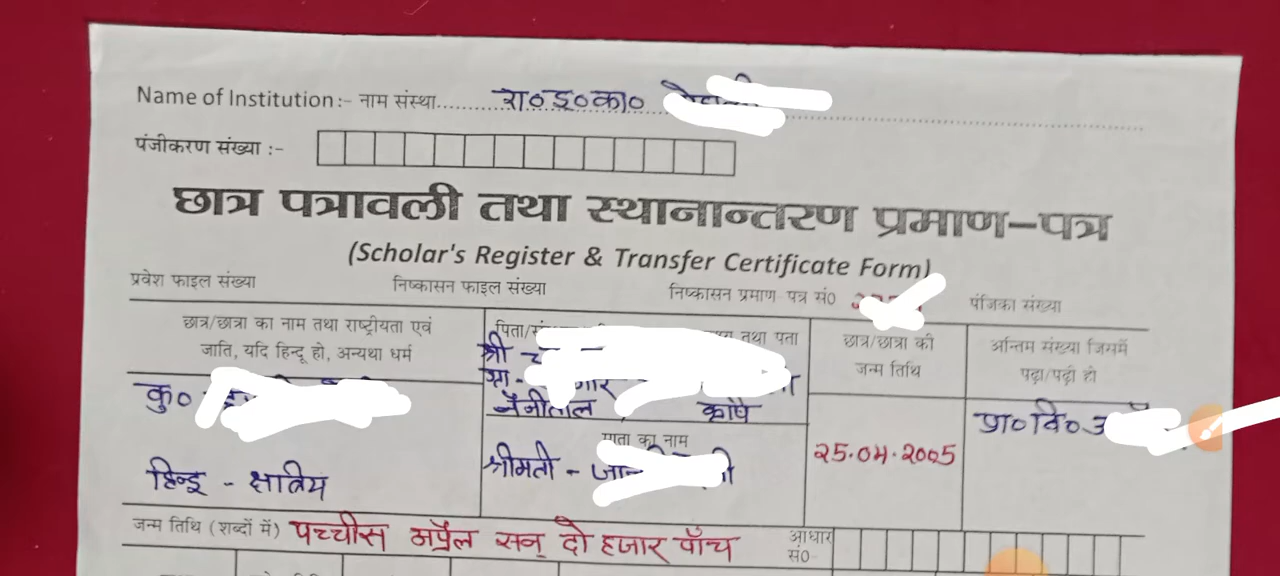 Name of Institution:- नाम संस्था......रा०इ०का०
पंजीकरण संख्या :-
छात्र पत्रावली तथा स्थानान्तरण प्रमाण-पत्र
(Scholar's Register & Transfer Certificate Form)
प्रवेश फाइल संख्या निष्कासन फाइल संख्या निष्कासन प्रमाण पत्र सं० पंजिका संख्या
छात्र/छात्रा का नाम तथा राष्ट्रीयता एवं
जाति, यदि हिन्दू हो, अन्यथा धर्म
कु०
हिन्दू - क्षत्रिय
पिता/ तथा पता
श्री
ग्रा-
नैनीताल कृषि
माता का नाम
श्रीमती -
छात्र/छात्रा की
जन्म तिथि
25.04.2005
अन्तिम संख्या जिसमें
पढ़ा/पढ़ी हो
प्रा०वि०
जन्म तिथि (शब्दों में) पच्चीस अप्रैल सन् दो हजार पाँच
आधार
सं०